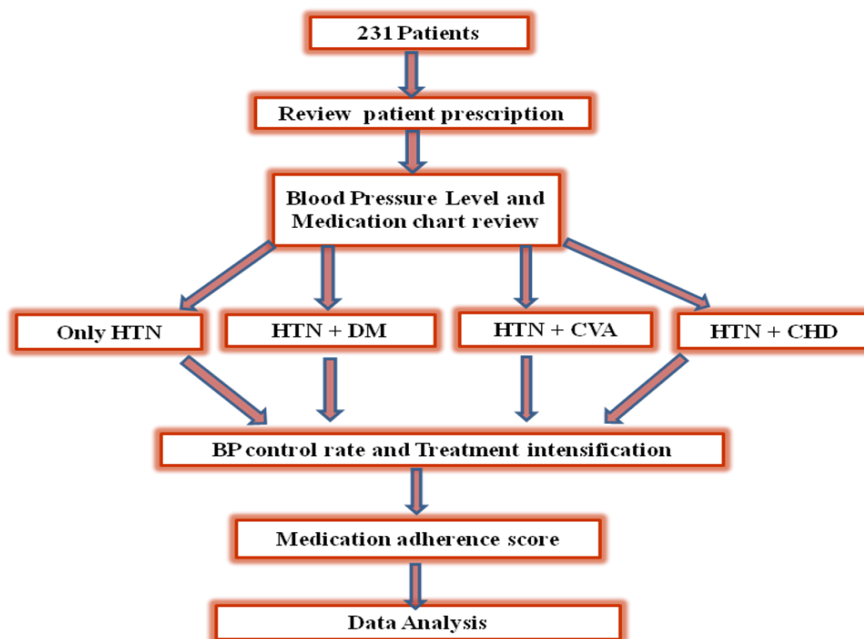 231 Patients
Review patient prescription
Blood Pressure Level and
Medication chart review
Only HTN
HTN + DM
HTN + CVA
HTN + CHD
BP control rate and Treatment intensification
Medication adherence score
Data Analysis